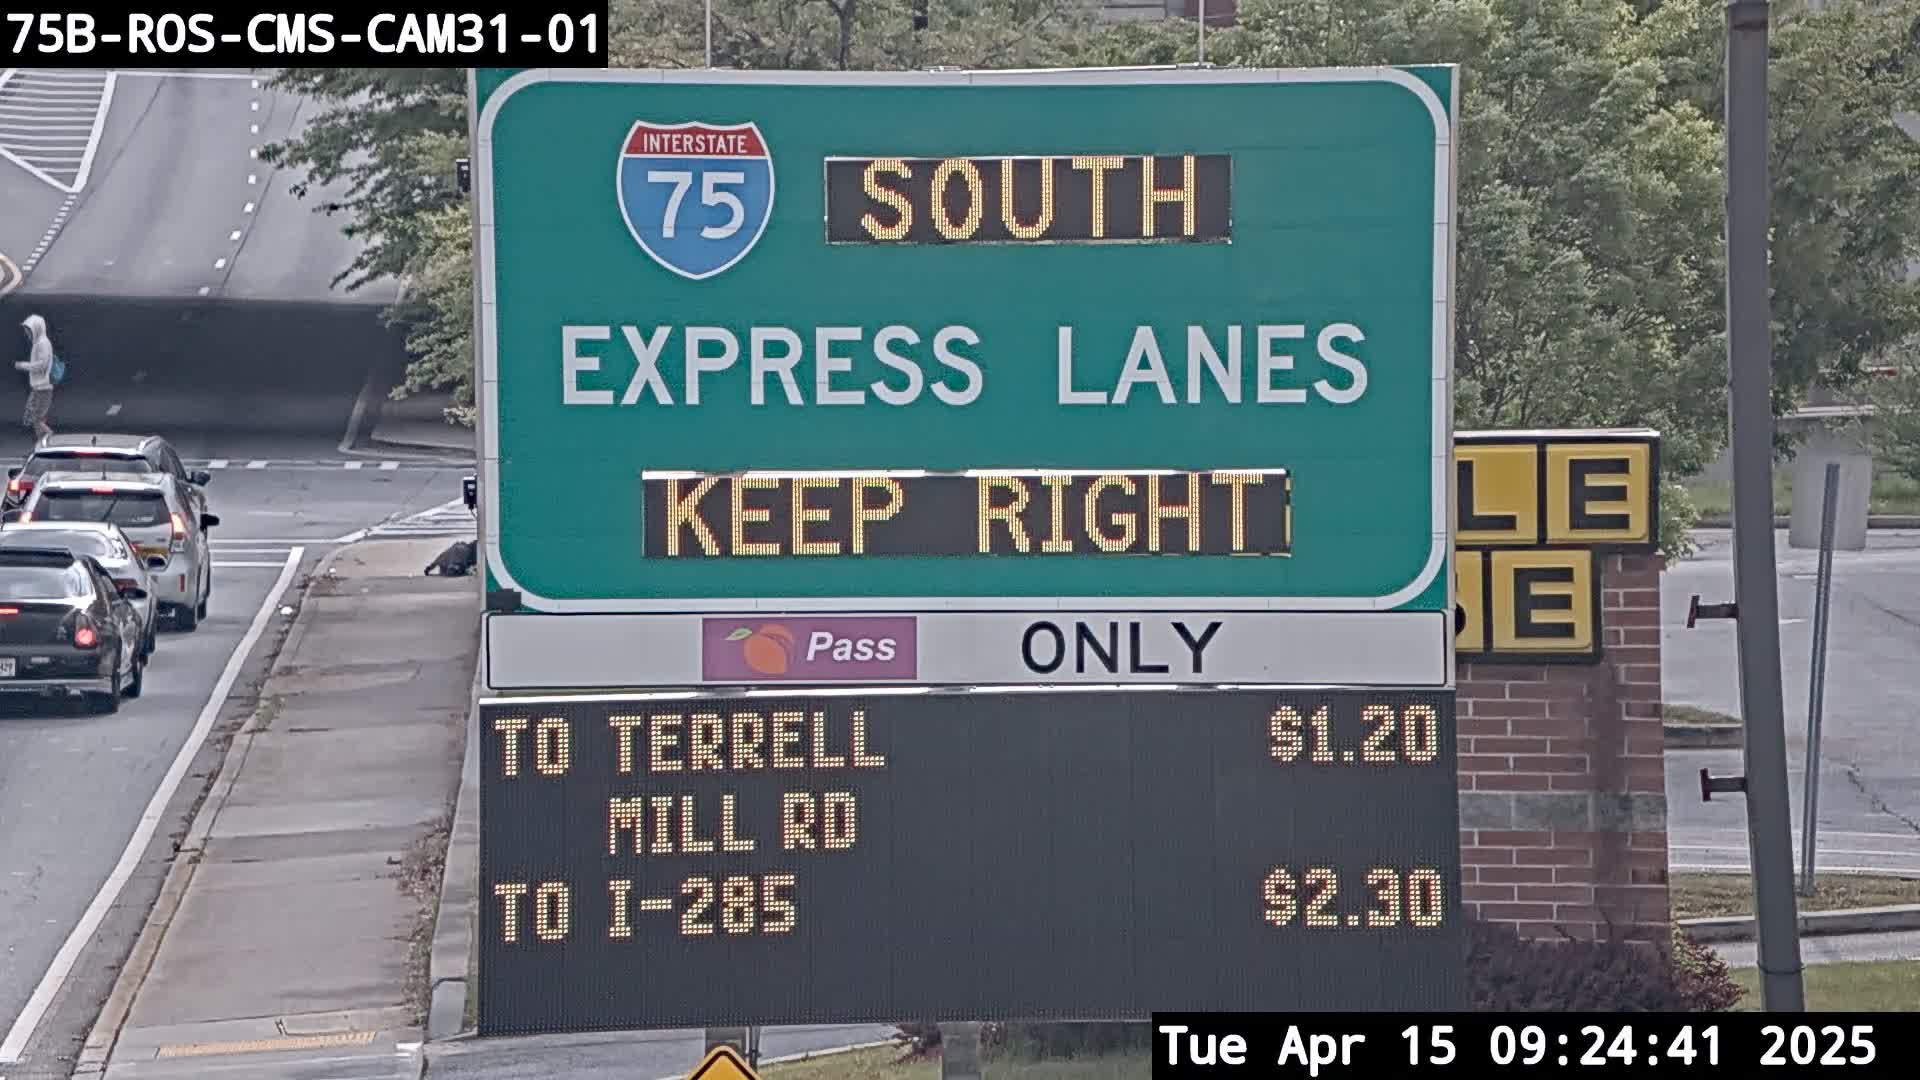 75B-ROS-CMS-CAM31-01
INTERSTATE
75
SOUTH
EXPRESS LANES
KEEP RIGHT
LE
E
Pass ONLY
TO TERRELL $1.20
MILL RD
TO I-285 $2.30
Tue Apr 15 09:24:41 2025